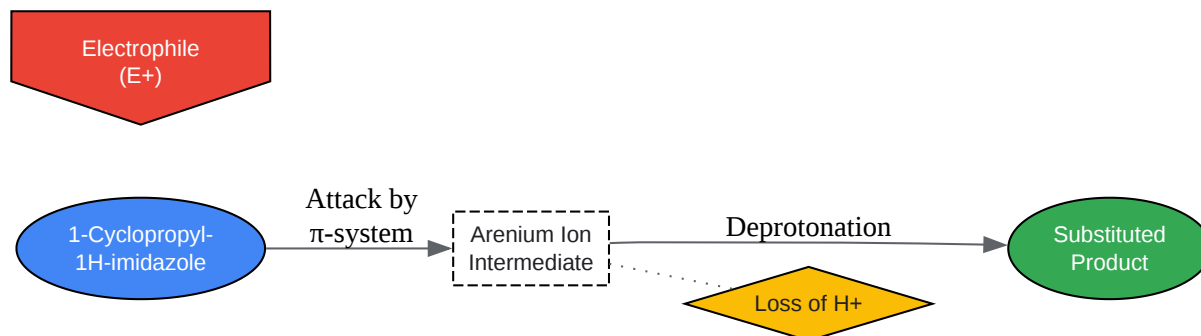 Electrophile
(E+)
1-Cyclopropyl-
1H-imidazole
Attack by
π-system
Arenium Ion
Intermediate
Deprotonation
Loss of H+
Substituted
Product